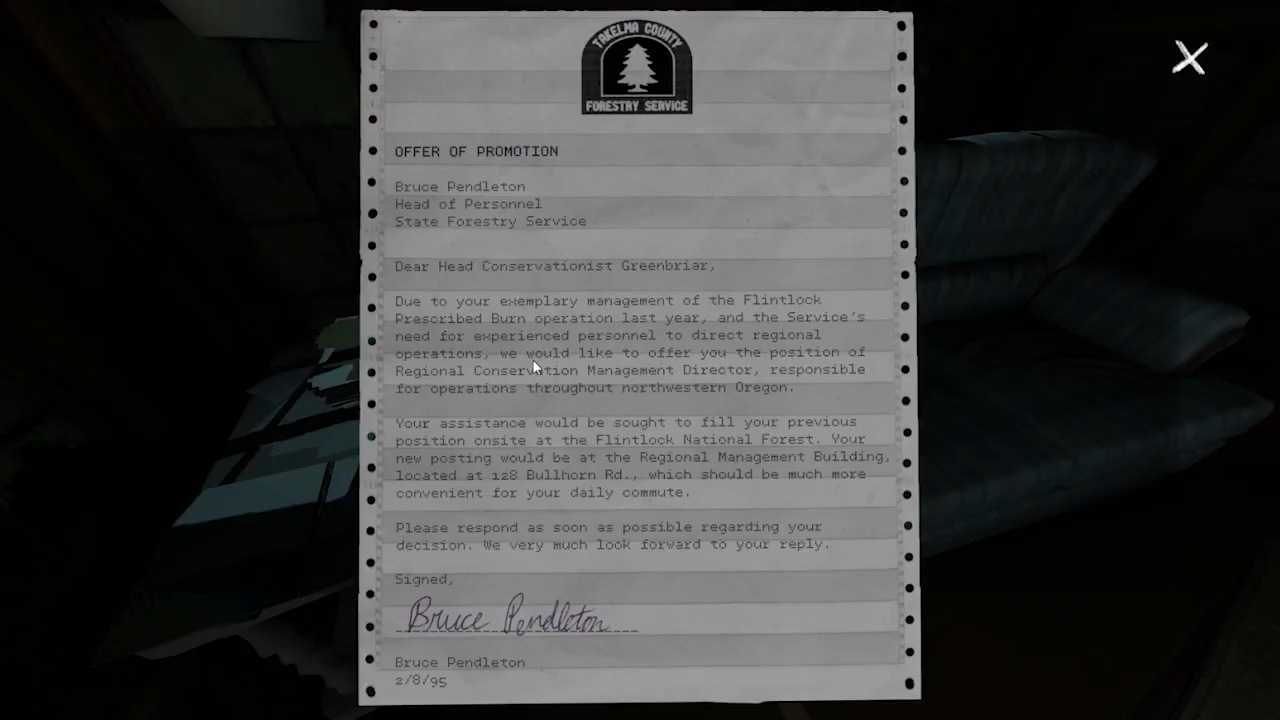 TAKELMA COUNTY
FORESTRY SERVICE
OFFER OF PROMOTION
Bruce Pendleton
Head of Personnel
State Forestry Service
Dear Head Conservationist Greenbriar,
Due to your exemplary management of the Flintlock
Prescribed Burn operation last year, and the Service's
need for experienced personnel to direct regional
operations, we would like to offer you the position of
Regional Conservation Management Director, responsible
for operations throughout northwestern Oregon.
Your assistance would be sought to fill your previous
position onsite at the Flintlock National Forest. Your
new posting would be at the Regional Management Building,
located at 128 Bullhorn Rd., which should be much more
convenient for your daily commute.
Please respond as soon as possible regarding your
decision. We very much look forward to your reply.
Signed,
Bruce Pendleton
Bruce Pendleton
2/8/95